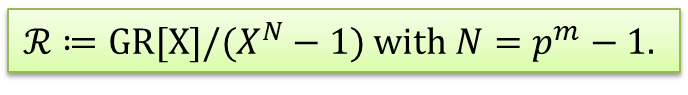 ℛ ≔ GR[X]/(X^N − 1) with N = p^m − 1.